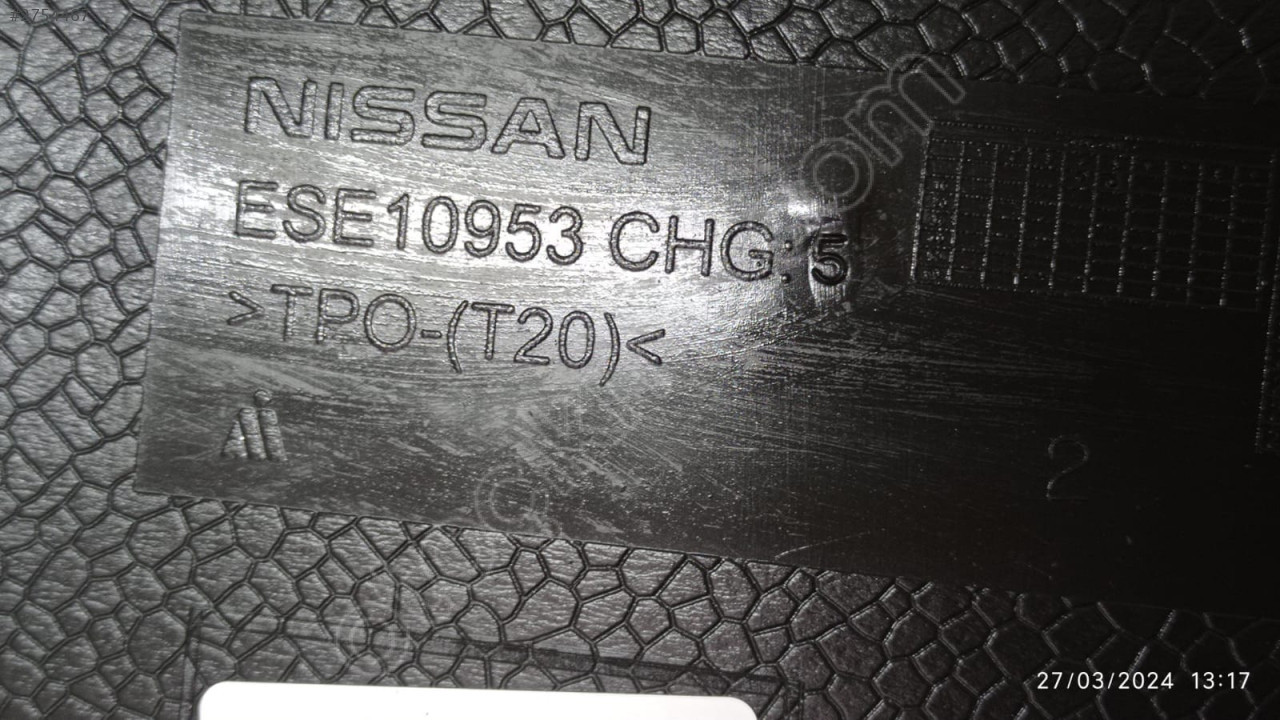 NISSAN
ESE10953 CHG: 5
>TPO-(T20)<
2
27/03/2024 13:17